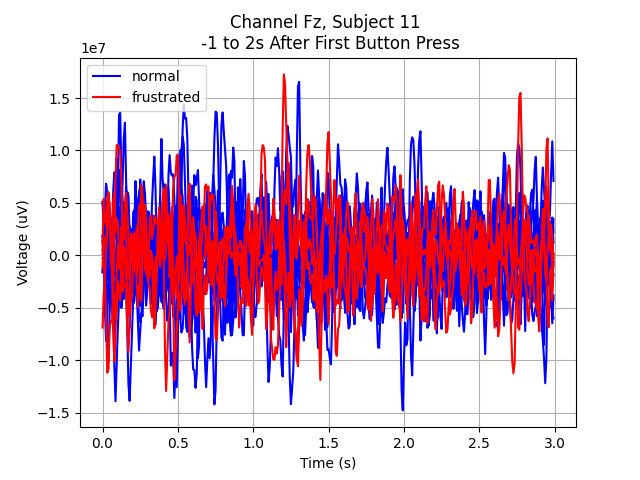 Channel Fz, Subject 11
-1 to 2s After First Button Press
1e7
normal
frustrated
1.5
1.0
0.5
0.0
−0.5
−1.0
−1.5
Voltage (uV)
0.0 0.5 1.0 1.5 2.0 2.5 3.0
Time (s)